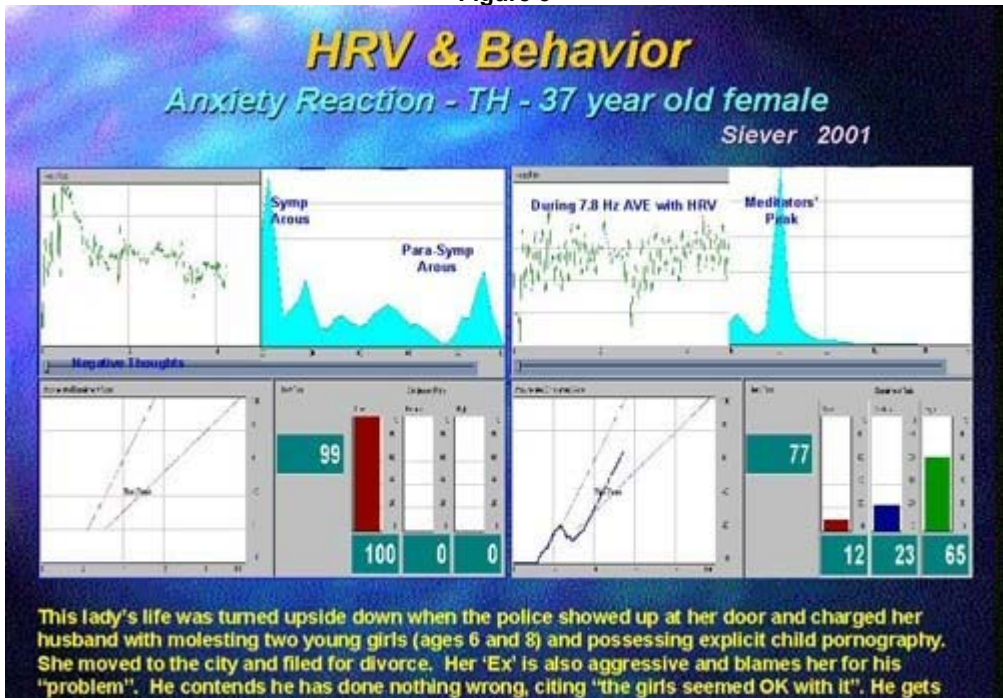 HRV & Behavior
Anxiety Reaction - TH - 37 year old female
Siever 2001
Symp
Arous
Para-Symp
Arous
During 7.8 Hz AVE with HRV
Meditators'
Peak
Negative Thoughts
99
100 0 0
77
12 23 65
This lady's life was turned upside down when the police showed up at her door and charged her
husband with molesting two young girls (ages 6 and 8) and possessing explicit child pornography.
She moved to the city and filed for divorce. Her 'Ex' is also aggressive and blames her for his
"problem". He contends he has done nothing wrong, citing "the girls seemed OK with it". He gets